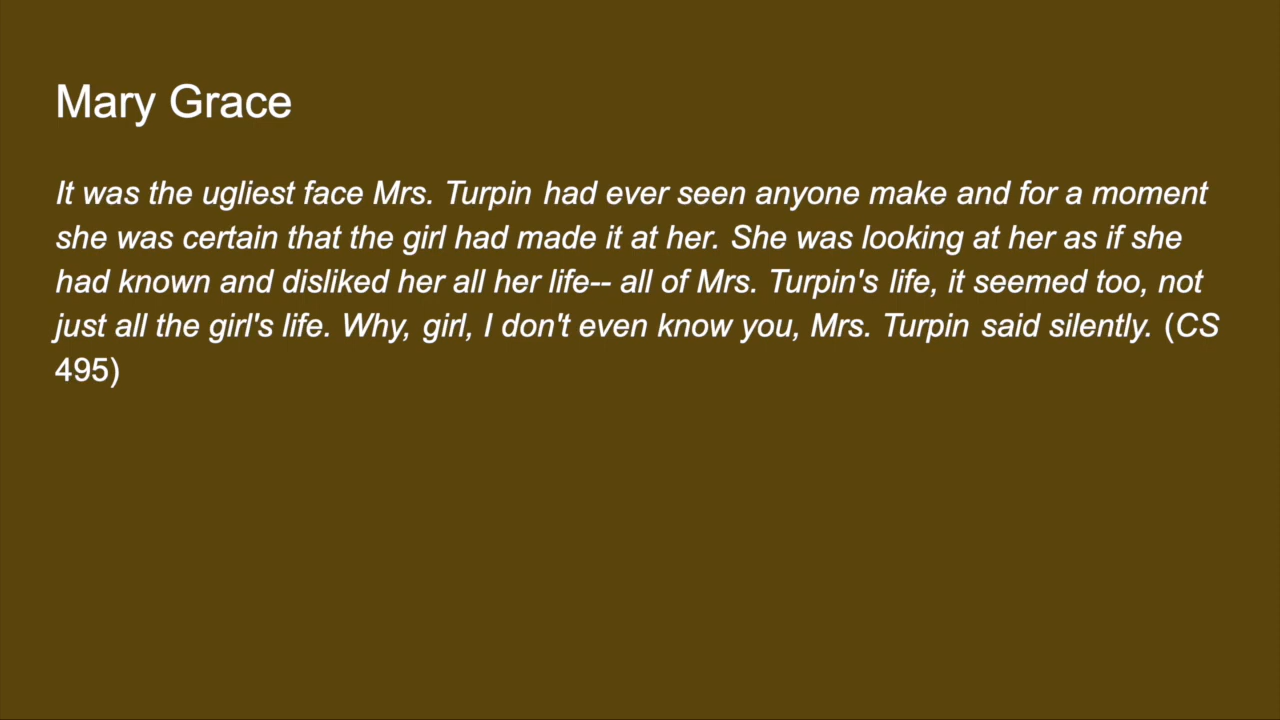 Mary Grace
It was the ugliest face Mrs. Turpin had ever seen anyone make and for a moment
she was certain that the girl had made it at her. She was looking at her as if she
had known and disliked her all her life-- all of Mrs. Turpin's life, it seemed too, not
just all the girl's life. Why, girl, I don't even know you, Mrs. Turpin said silently. (CS
495)